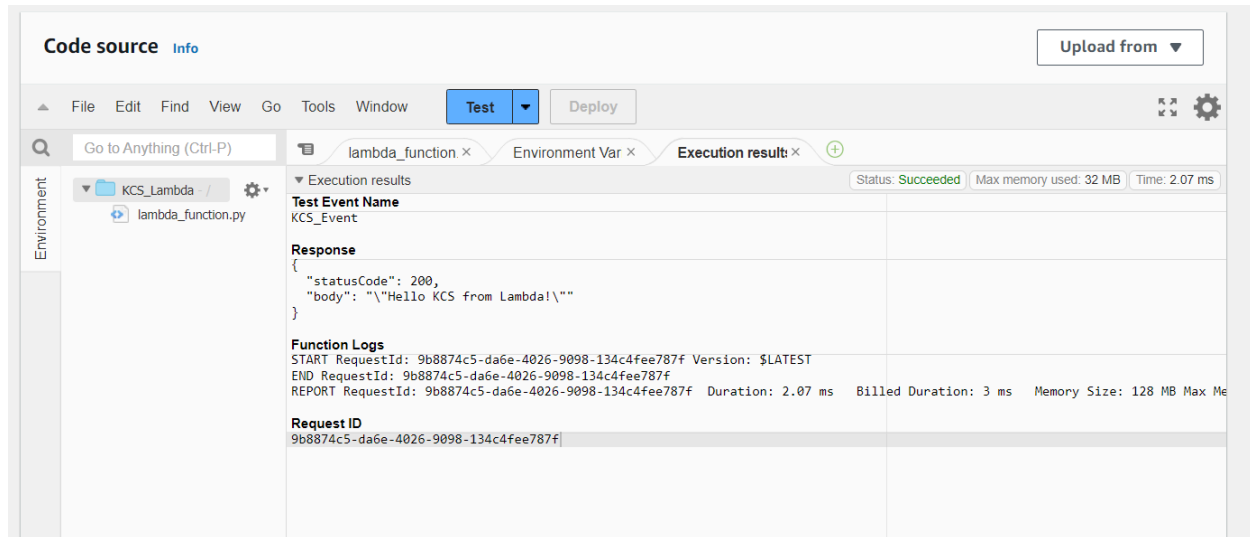 Code source Info
Upload from ▼
File Edit Find View Go Tools Window Test Deploy
Go to Anything (Ctrl-P)
lambda_function. × Environment Var × Execution results ×
Environment
KCS_Lambda - /
lambda_function.py
Execution results
Status: Succeeded Max memory used: 32 MB Time: 2.07 ms
Test Event Name
KCS_Event
Response
{
"statusCode": 200,
"body": "\"Hello KCS from Lambda!\""
}
Function Logs
START RequestId: 9b8874c5-da6e-4026-9098-134c4fee787f Version: $LATEST
END RequestId: 9b8874c5-da6e-4026-9098-134c4fee787f
REPORT RequestId: 9b8874c5-da6e-4026-9098-134c4fee787f Duration: 2.07 ms Billed Duration: 3 ms Memory Size: 128 MB Max Me
Request ID
9b8874c5-da6e-4026-9098-134c4fee787f